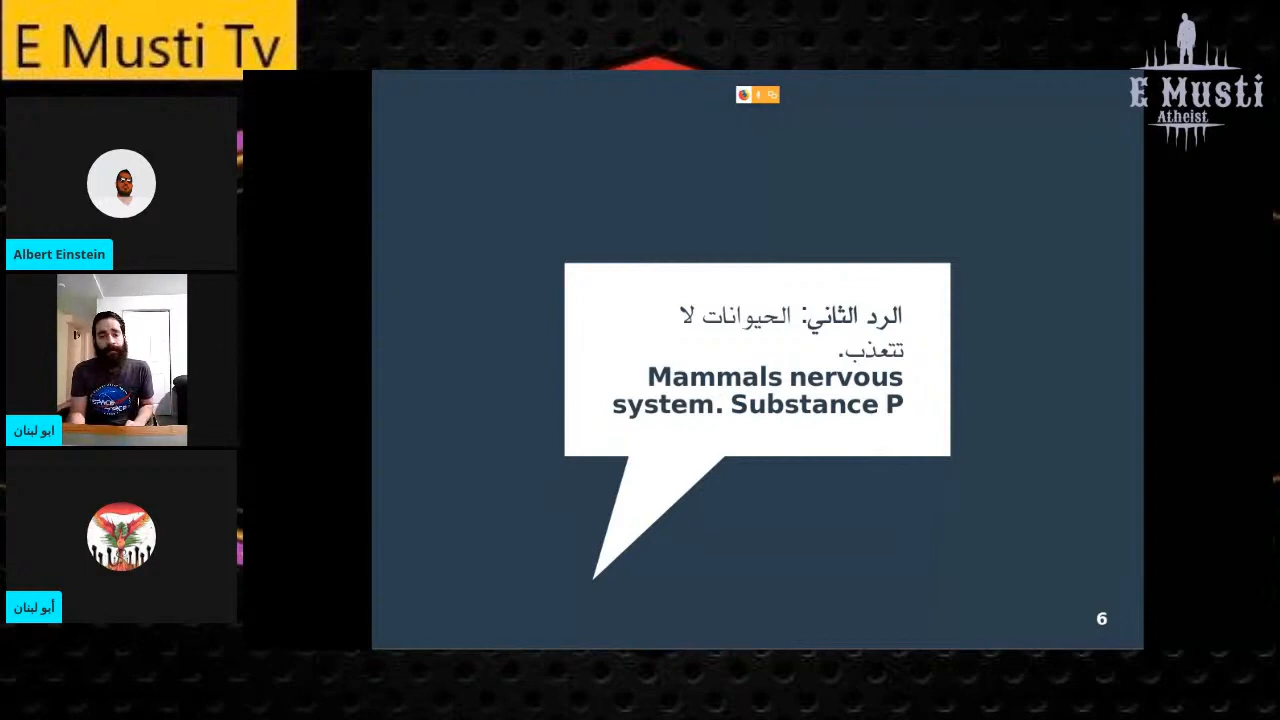 E Musti Tv
E Musti
Atheist
Albert Einstein
ابو لبنان
أبو لبنان
الرد الثاني: الحيوانات لا
تتعذب.
Mammals nervous
system. Substance P
6